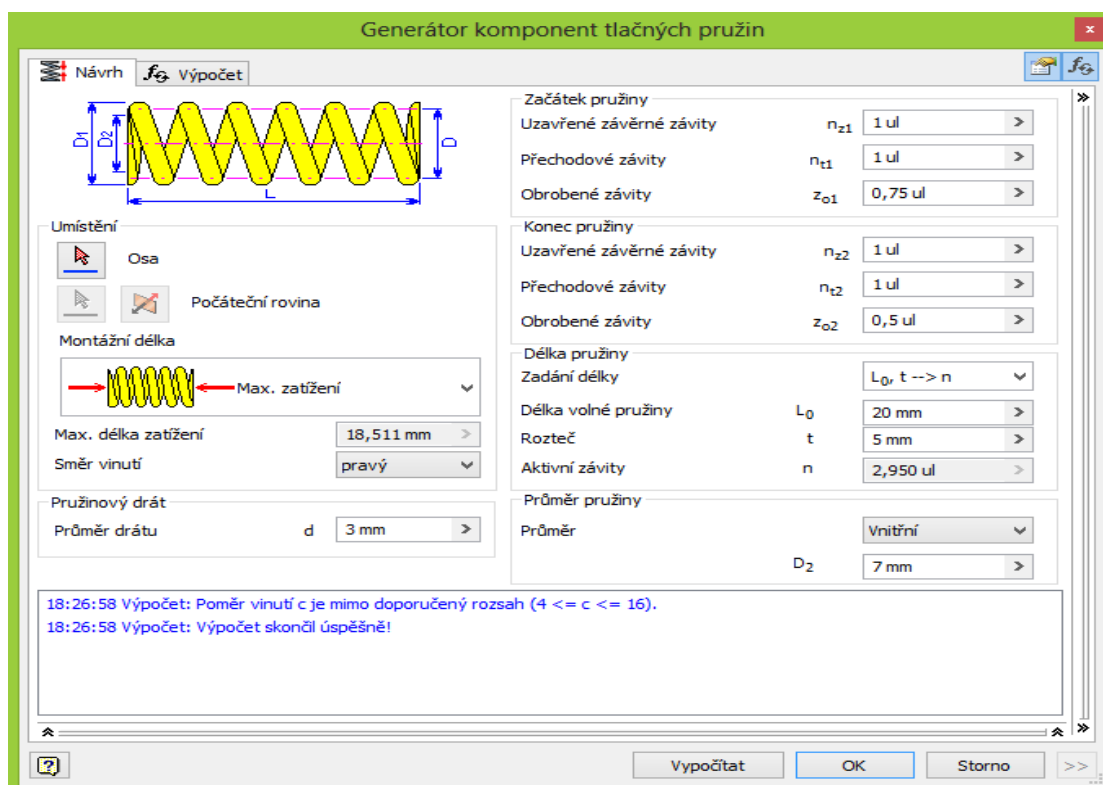 Generátor komponent tlačných pružin
x
Návrh
fG Výpočet
fG
D1
D2
D
L
Umístění
Osa
Počáteční rovina
Montážní délka
Max. zatížení
Max. délka zatížení 18,511 mm >
Směr vinutí pravý
Pružinový drát
Průměr drátu d 3 mm >
Začátek pružiny
Uzavřené závěrné závity nz1 1 ul >
Přechodové závity nt1 1 ul >
Obrobené závity zo1 0,75 ul >
Konec pružiny
Uzavřené závěrné závity nz2 1 ul >
Přechodové závity nt2 1 ul >
Obrobené závity zo2 0,5 ul >
Délka pružiny
Zadání délky L0, t --> n
Délka volné pružiny L0 20 mm >
Rozteč t 5 mm >
Aktivní závity n 2,950 ul >
Průměr pružiny
Průměr Vnitřní
D2 7 mm >
18:26:58 Výpočet: Poměr vinutí c je mimo doporučený rozsah (4 <= c <= 16).
18:26:58 Výpočet: Výpočet skončil úspěšně!
?
Vypočítat
OK
Storno
>>